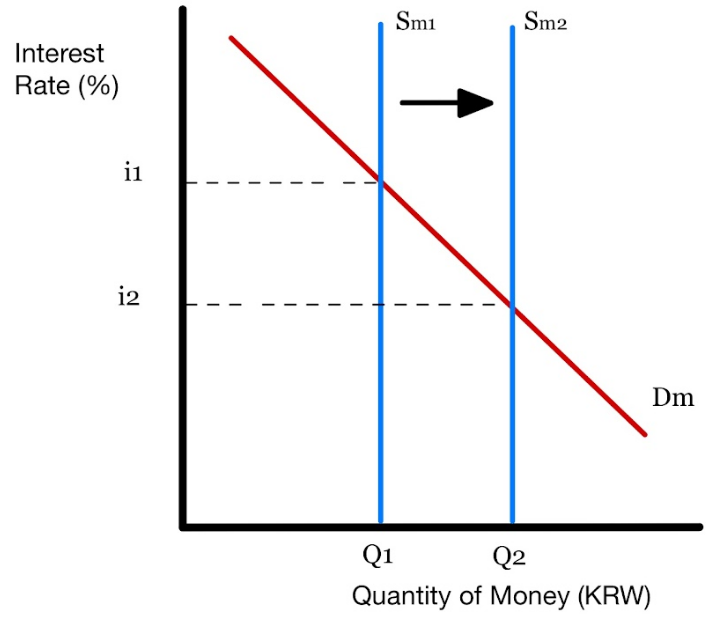 Interest
Rate (%)
Sm1
Sm2
i1
i2
Dm
Q1
Q2
Quantity of Money (KRW)